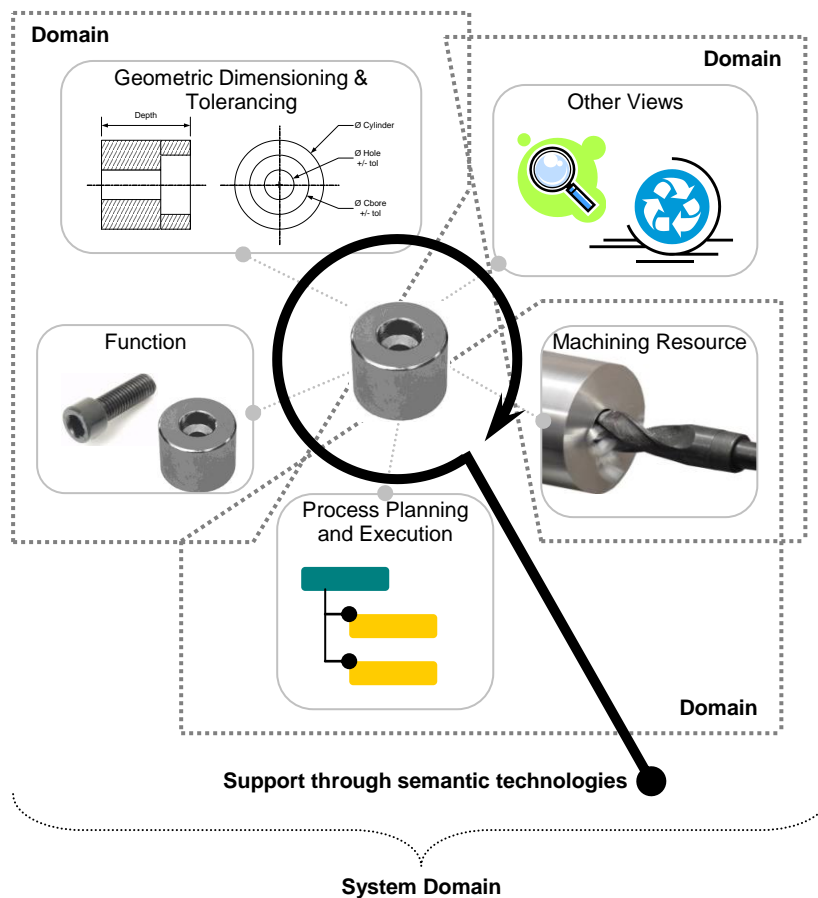 Domain
Geometric Dimensioning &
Tolerancing
Depth
Ø Cylinder
Ø Hole
+/- tol
Ø Cbore
+/- tol
Domain
Other Views
Function
Machining Resource
Process Planning
and Execution
Domain
Support through semantic technologies
System Domain